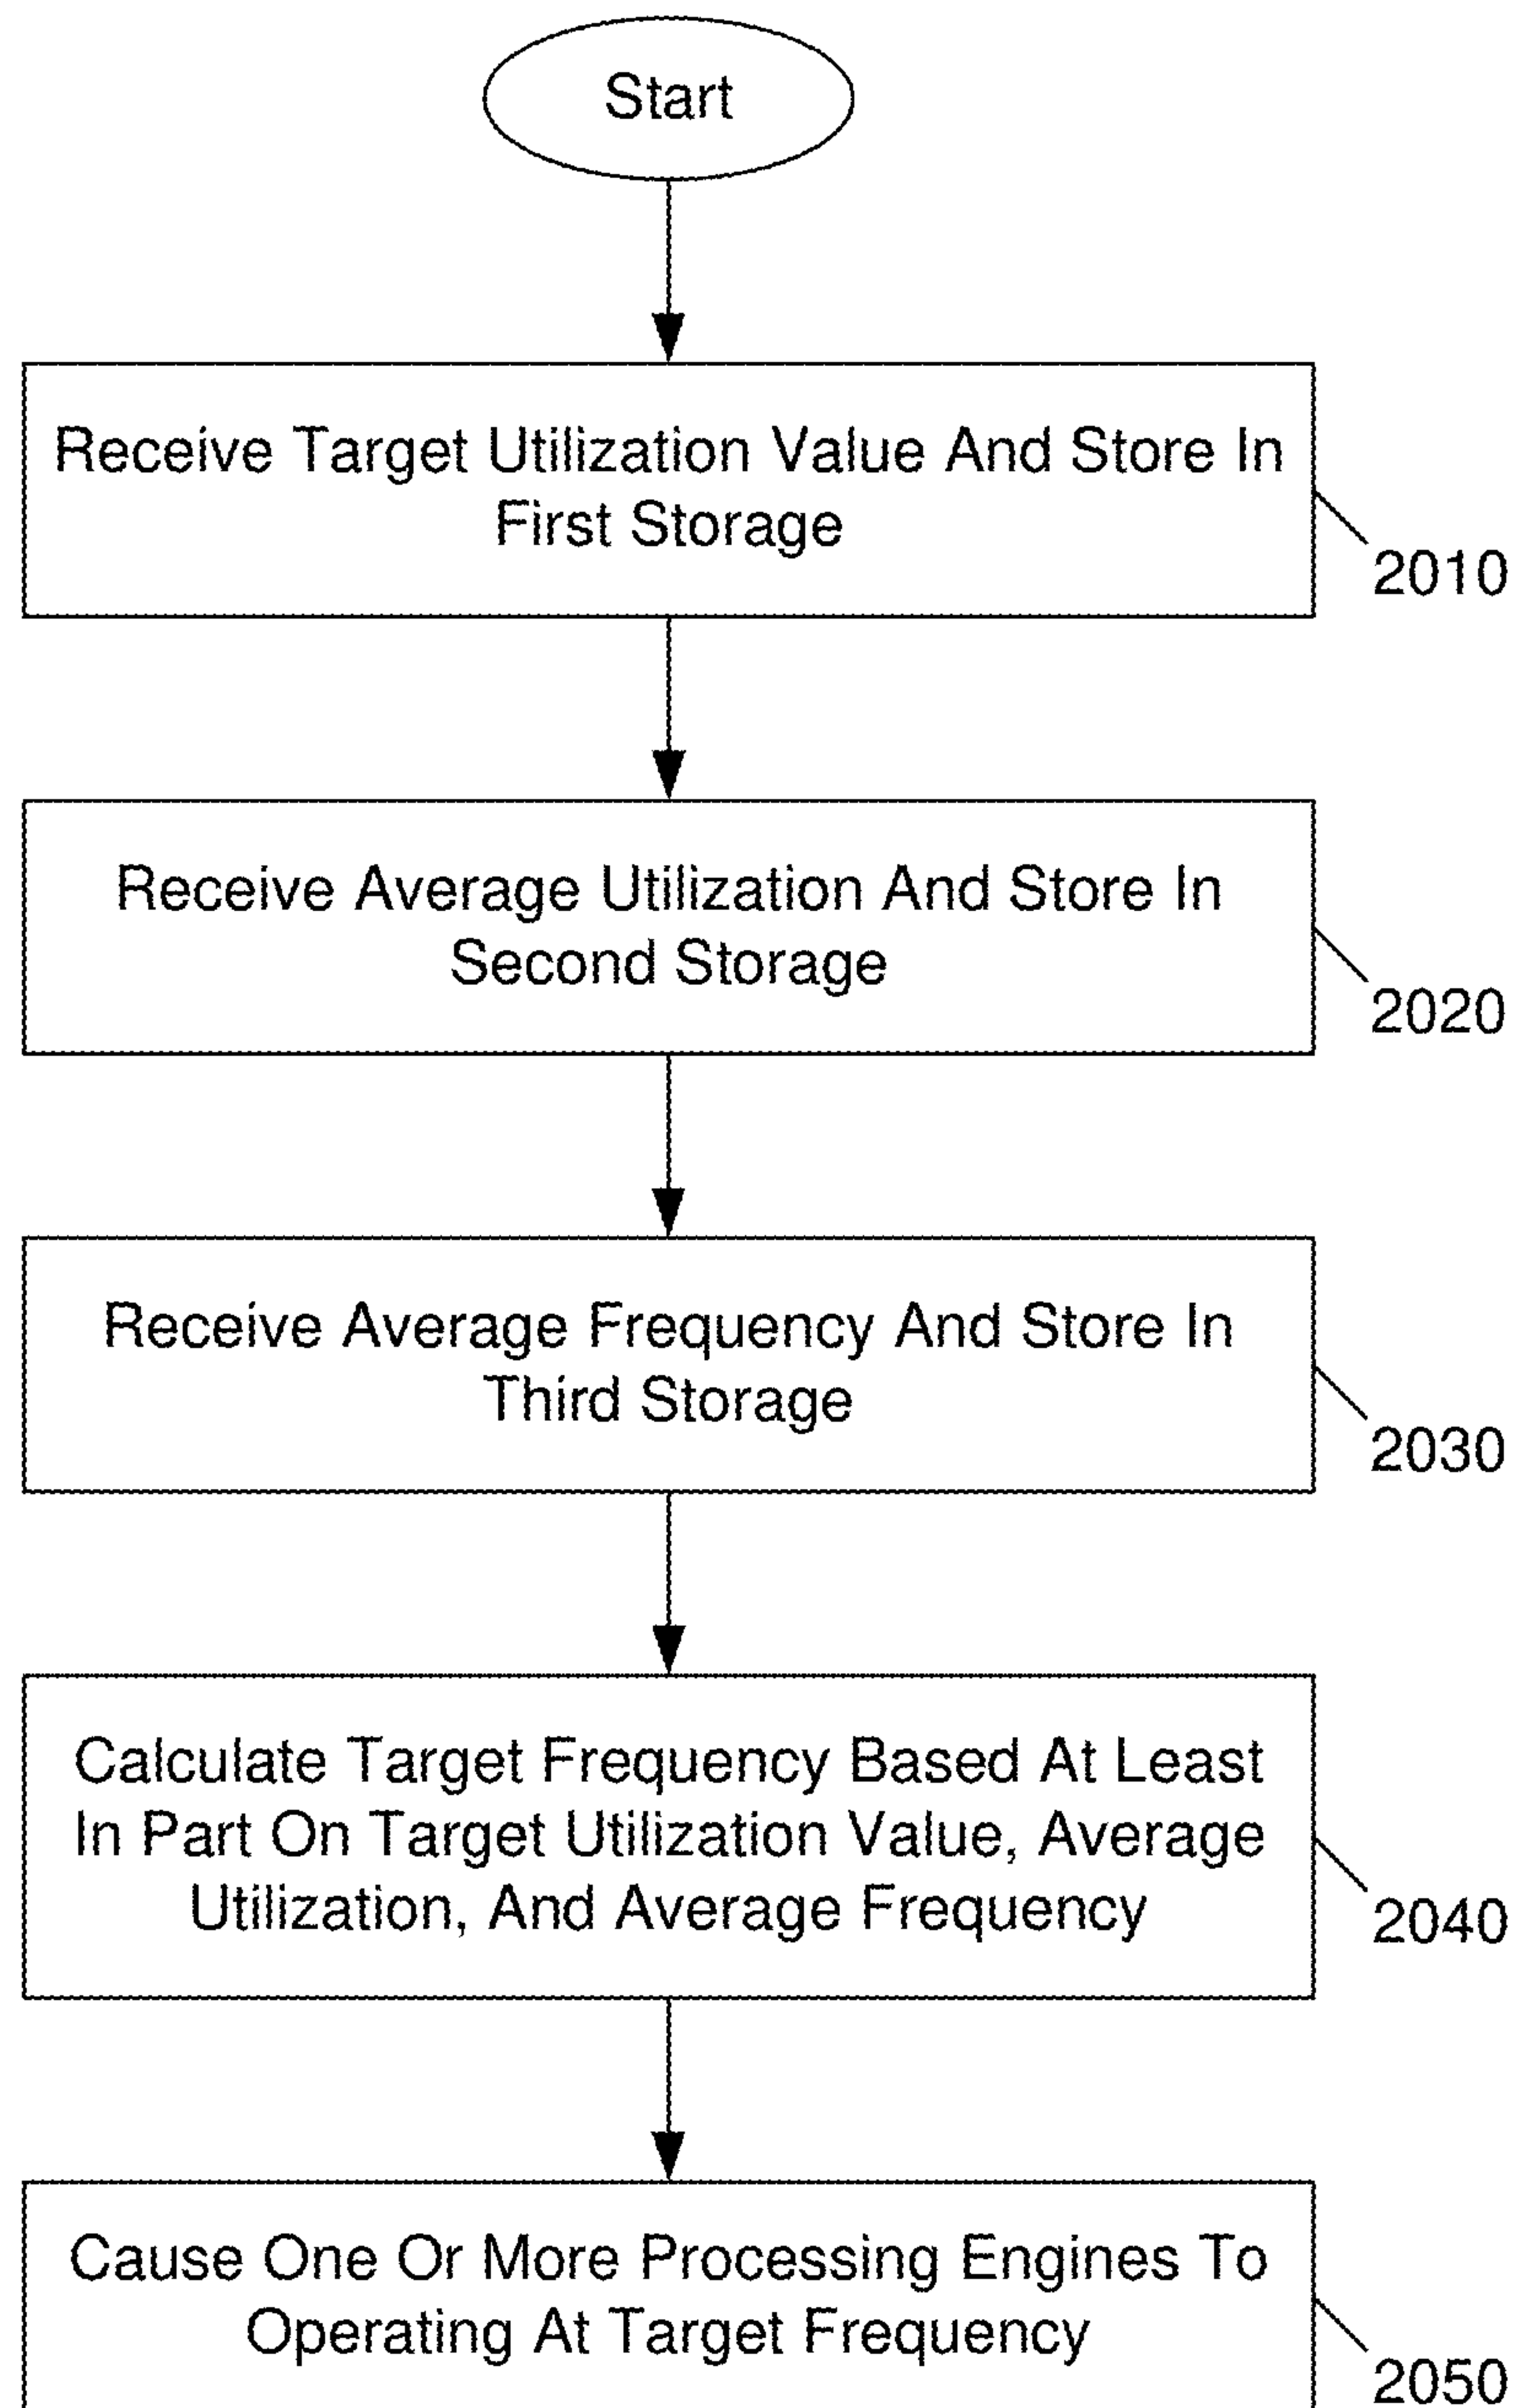 Start
Receive Target Utilization Value And Store In
First Storage
2010
Receive Average Utilization And Store In
Second Storage
2020
Receive Average Frequency And Store In
Third Storage
2030
Calculate Target Frequency Based At Least
In Part On Target Utilization Value, Average
Utilization, And Average Frequency
2040
Cause One Or More Processing Engines To
Operating At Target Frequency
2050